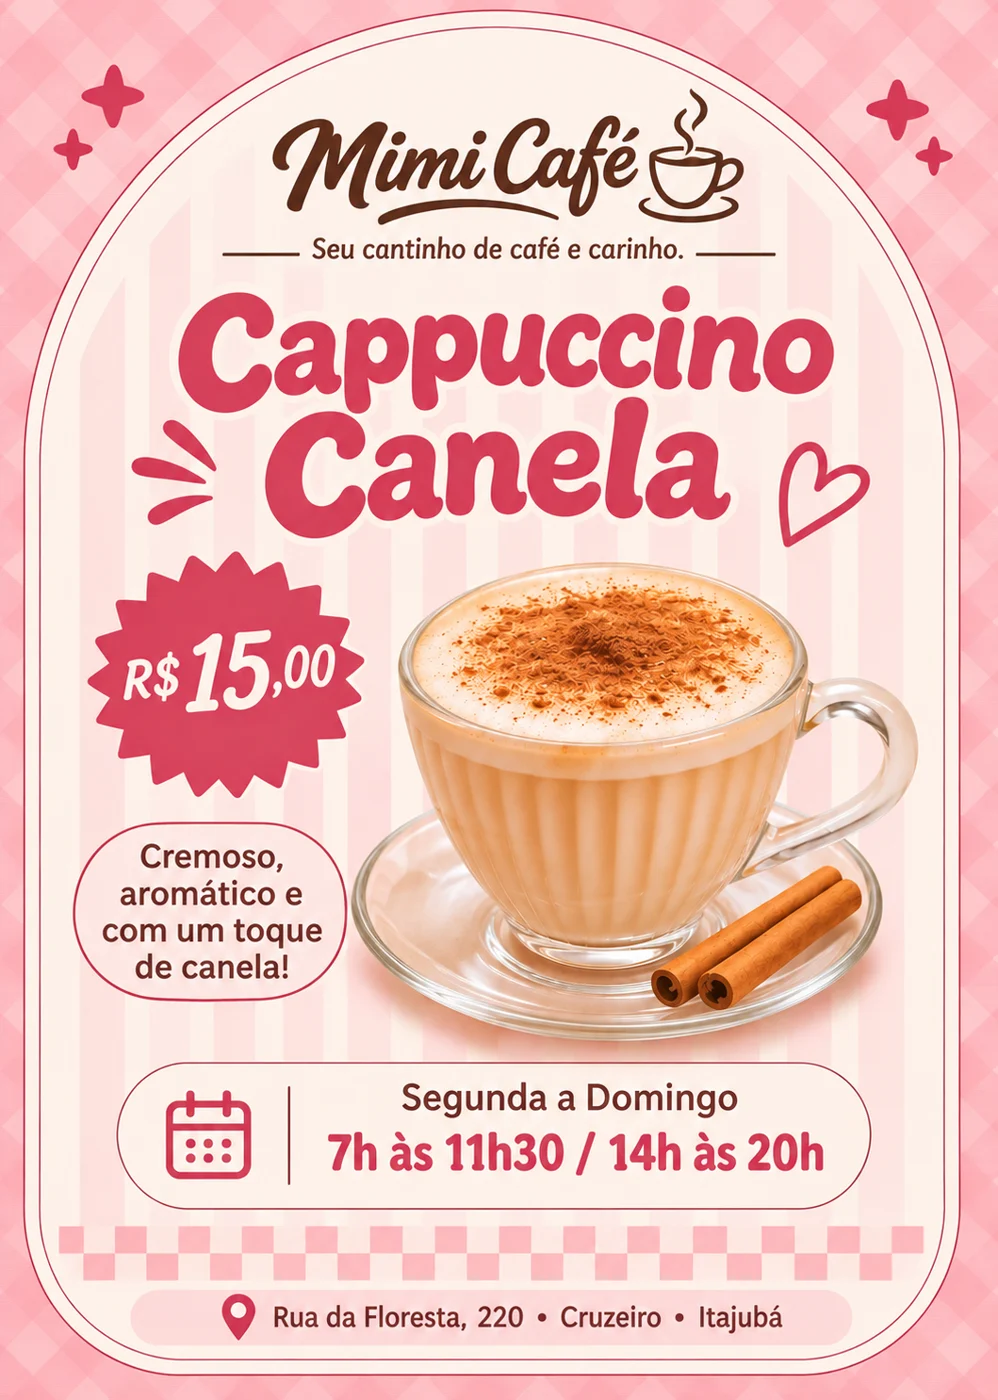 Mimi Café
Seu cantinho de café e carinho.
Cappuccino
Canela
R$ 15,00
Cremoso,
aromático e
com um toque
de canela!
Segunda a Domingo
7h às 11h30 / 14h às 20h
Rua da Floresta, 220 • Cruzeiro • Itajubá